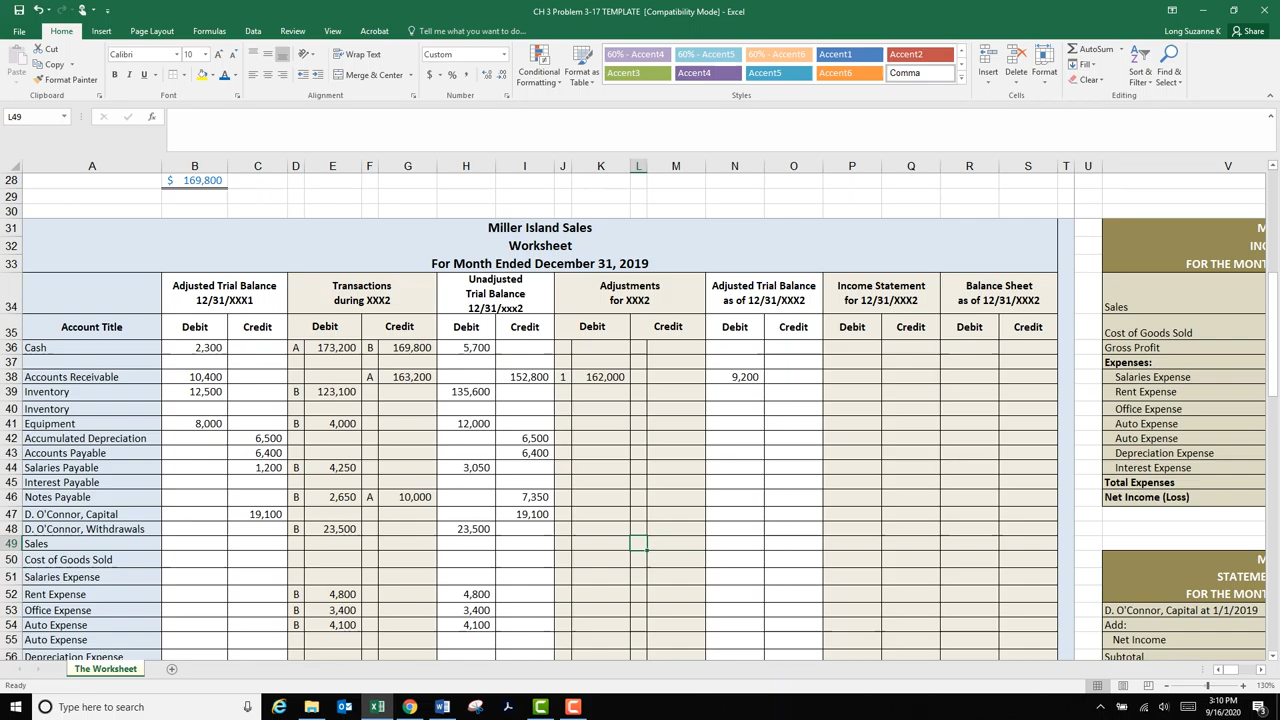 CH 3 Problem 3-17 TEMPLATE [Compatibility Mode] - Excel
File Home Insert Page Layout Formulas Data Review View Acrobat Tell me what you want to do... Long Suzanne K Share
Cut Calibri 10 Wrap Text Custom 60% - Accent4 60% - Accent5 60% - Accent6 Accent1 Accent2 AutoSum
Paste Format Painter B I U Merge & Center $ % , Conditional Formatting Format as Table Accent3 Accent4 Accent5 Accent6 Comma Insert Delete Format Fill Clear Sort & Filter Find & Select
Clipboard Font Alignment Number Styles Cells Editing
L49 fx
A B C D E F G H I J K L M N O P Q R S T U V
28 $ 169,800
29
30
31 Miller Island Sales M
32 Worksheet INC
33 For Month Ended December 31, 2019 FOR THE MONT
34 Adjusted Trial Balance 12/31/XXX1 Transactions during XXX2 Unadjusted Trial Balance 12/31/xxx2 Adjustments for XXX2 Adjusted Trial Balance as of 12/31/XXX2 Income Statement for 12/31/XXX2 Balance Sheet as of 12/31/XXX2 Sales
35 Account Title Debit Credit Debit Credit Debit Credit Debit Credit Debit Credit Debit Credit Debit Credit Cost of Goods Sold
36 Cash 2,300 A 173,200 B 169,800 5,700 Gross Profit
37 Expenses:
38 Accounts Receivable 10,400 A 163,200 152,800 1 162,000 9,200 Salaries Expense
39 Inventory 12,500 B 123,100 135,600 Rent Expense
40 Inventory Office Expense
41 Equipment 8,000 B 4,000 12,000 Auto Expense
42 Accumulated Depreciation 6,500 6,500 Auto Expense
43 Accounts Payable 6,400 6,400 Depreciation Expense
44 Salaries Payable 1,200 B 4,250 3,050 Interest Expense
45 Interest Payable Total Expenses
46 Notes Payable B 2,650 A 10,000 7,350 Net Income (Loss)
47 D. O'Connor, Capital 19,100 19,100
48 D. O'Connor, Withdrawals B 23,500 23,500
49 Sales
50 Cost of Goods Sold M
51 Salaries Expense STATEME
52 Rent Expense B 4,800 4,800 FOR THE MONT
53 Office Expense B 3,400 3,400 D. O'Connor, Capital at 1/1/2019
54 Auto Expense B 4,100 4,100 Add:
55 Auto Expense Net Income
56 Depreciation Expense Subtotal
The Worksheet
Ready 130%
Type here to search 3:10 PM
9/16/2020